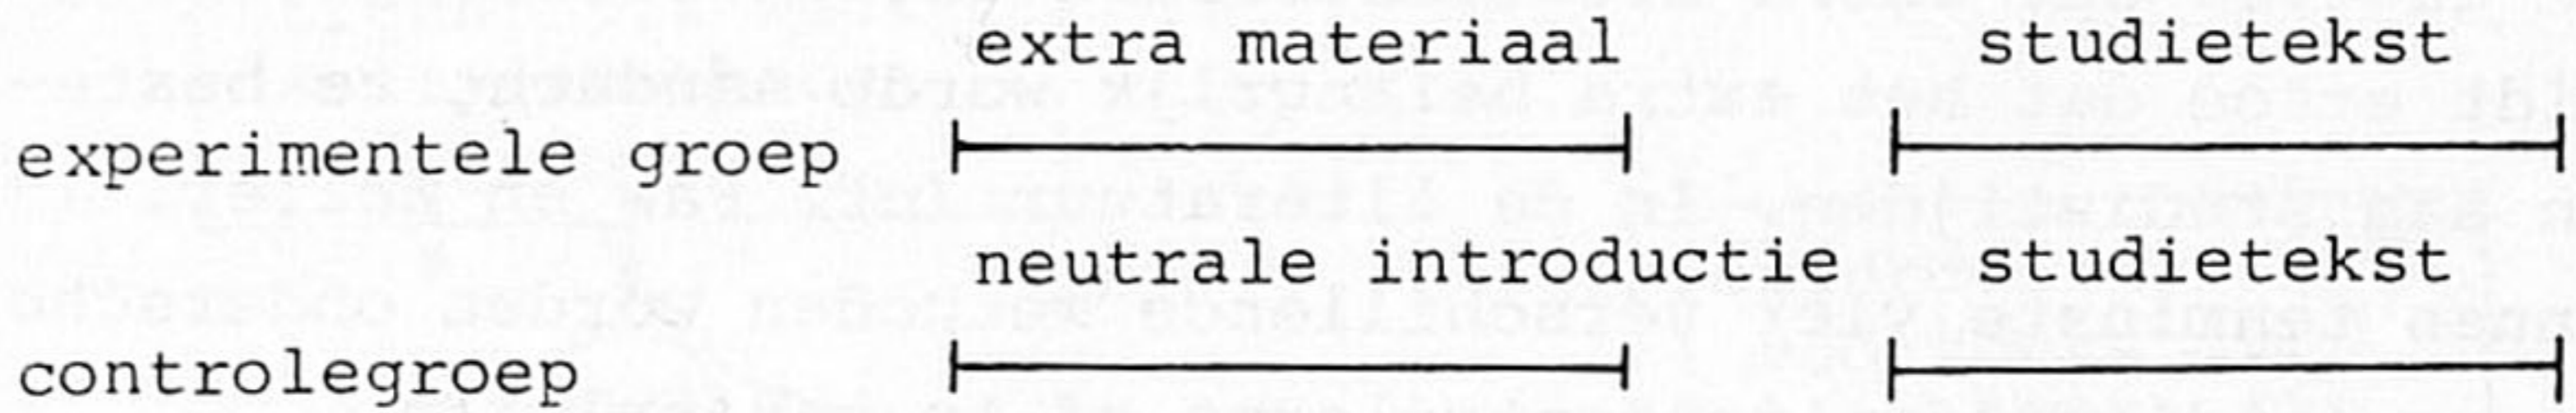 extra materiaal studietekst
experimentele groep
neutrale introductie studietekst
controlegroep